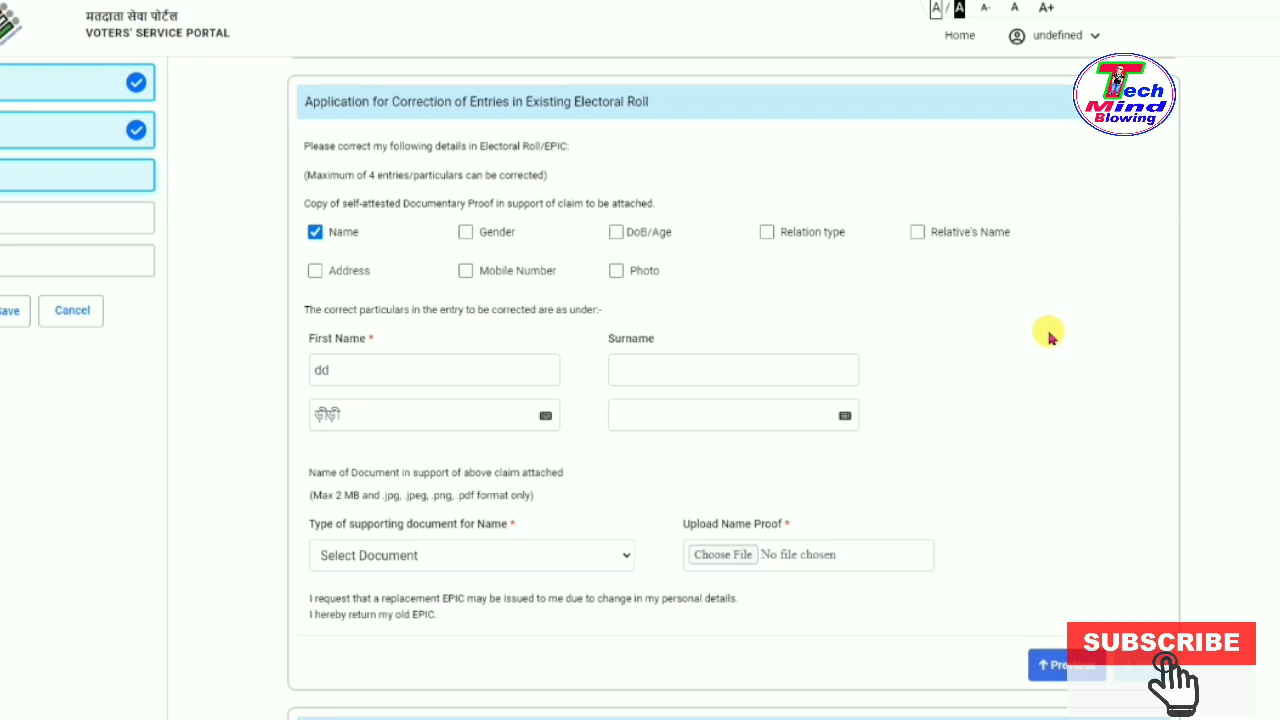 A / A A- A A+
मतदाता सेवा पोर्टल
VOTERS' SERVICE PORTAL
Home undefined
Tech
Mind
Blowing
Application for Correction of Entries in Existing Electoral Roll
Please correct my following details in Electoral Roll/EPIC:
(Maximum of 4 entries/particulars can be corrected)
Copy of self-attested Documentary Proof in support of claim to be attached.
Name Gender DoB/Age Relation type Relative's Name
Address Mobile Number Photo
Save Cancel
The correct particulars in the entry to be corrected are as under:-
First Name * Surname
dd
ড়ীড়ী
Name of Document in support of above claim attached
(Max 2 MB and .jpg, .jpeg, .png, .pdf format only)
Type of supporting document for Name * Upload Name Proof *
Select Document Choose File No file chosen
I request that a replacement EPIC may be issued to me due to change in my personal details.
I hereby return my old EPIC.
SUBSCRIBE
Previous